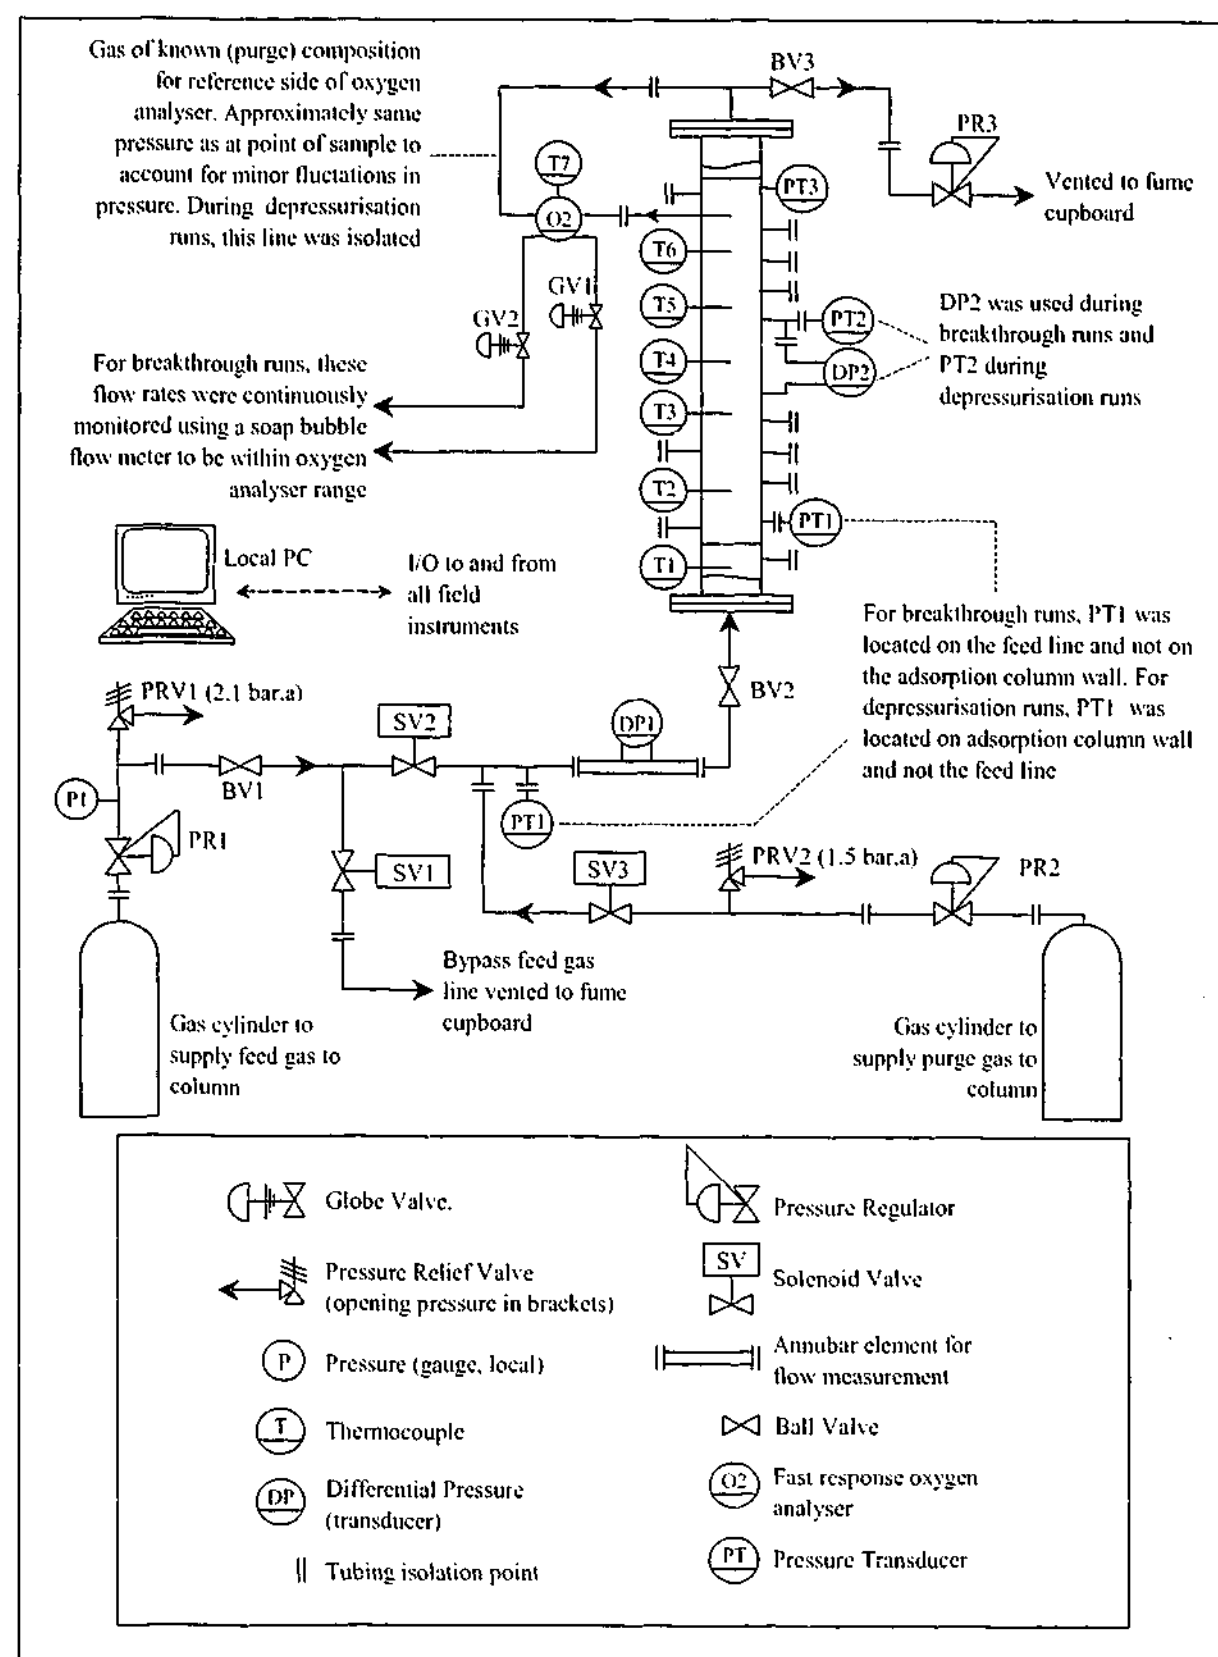 Gas of known (purge) composition
for reference side of oxygen
analyser. Approximately same
pressure as at point of sample to
account for minor fluctations in
pressure. During depressurisation
runs, this line was isolated
BV3
PR3
Vented to fume
cupboard
T7
O2
PT3
T6
GV1
GV2
T5
PT2
DP2 was used during
breakthrough runs and
PT2 during
depressurisation runs
T4
DP2
For breakthrough runs, these
flow rates were continuously
monitored using a soap bubble
flow meter to be within oxygen
analyser range
T3
T2
PT1
T1
Local PC
I/O to and from
all field
instruments
For breakthrough runs, PT1 was
located on the feed line and not on
the adsorption column wall. For
depressurisation runs, PT1 was
located on adsorption column wall
and not the feed line
BV2
PRV1 (2.1 bar.a)
SV2
DP1
BV1
P1
PR1
PT1
SV1
SV3
PRV2 (1.5 bar.a)
PR2
Bypass feed gas
line vented to fume
cupboard
Gas cylinder to
supply feed gas to
column
Gas cylinder to
supply purge gas to
column
Globe Valve.
Pressure Regulator
Pressure Relief Valve
(opening pressure in brackets)
SV
Solenoid Valve
P
Pressure (gauge, local)
Annubar element for
flow measurement
T
Thermocouple
Ball Valve
DP
Differential Pressure
(transducer)
O2
Fast response oxygen
analyser
Tubing isolation point
PT
Pressure Transducer